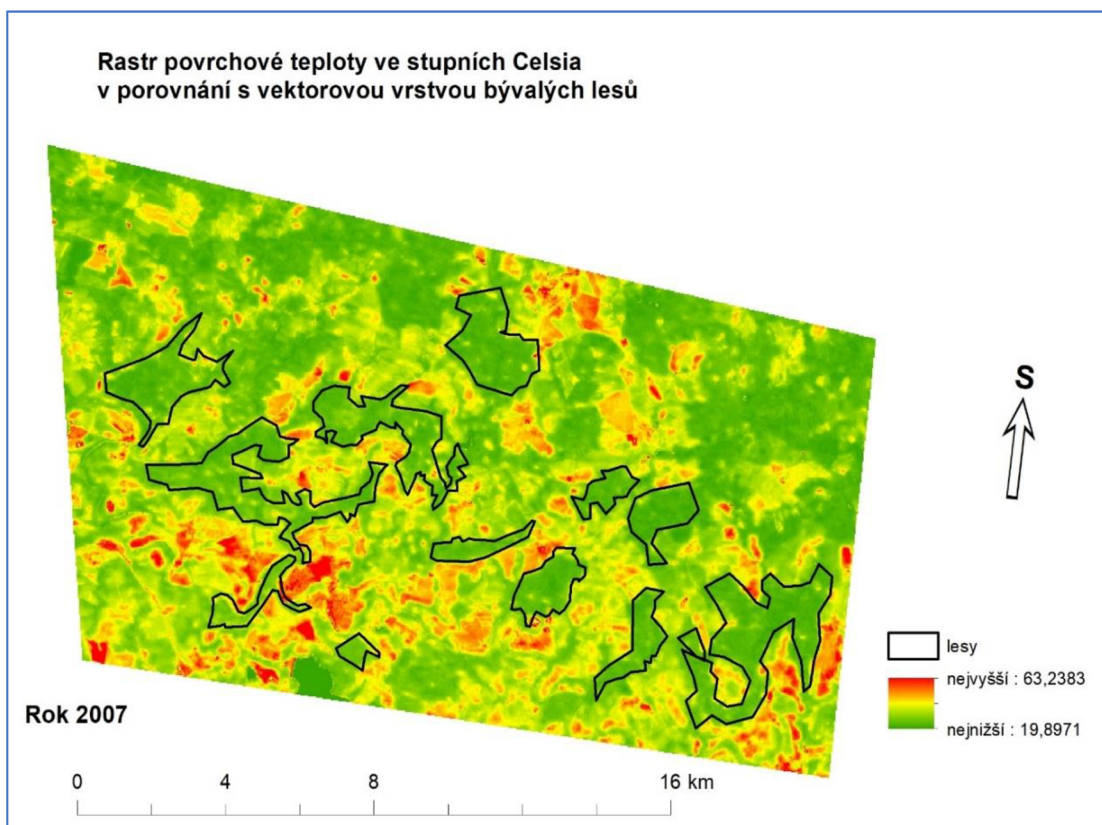 Rastr povrchové teploty ve stupních Celsia
v porovnání s vektorovou vrstvou bývalých lesů
S
lesy
nejvyšší : 63,2383
nejnižší : 19,8971
Rok 2007
0 4 8 16 km